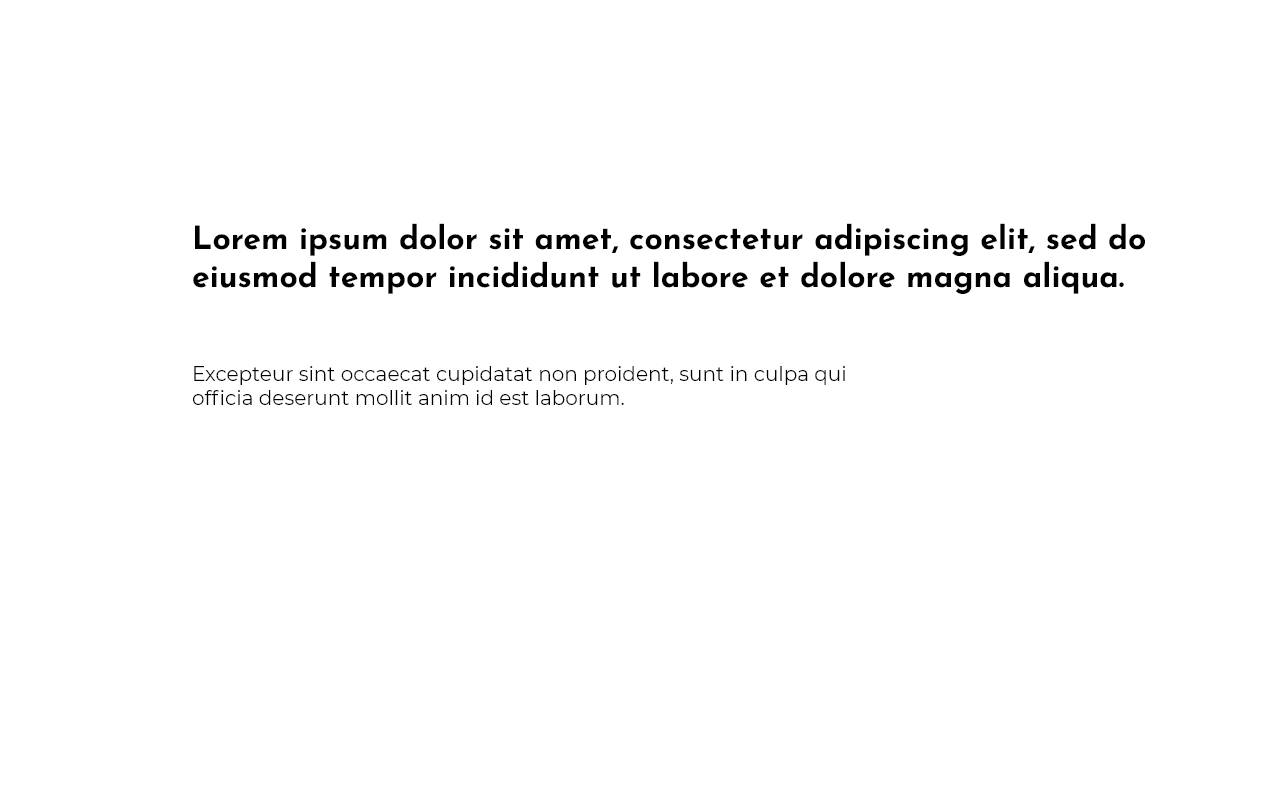 Lorem ipsum dolor sit amet, consectetur adipiscing elit, sed do
eiusmod tempor incididunt ut labore et dolore magna aliqua.
Excepteur sint occaecat cupidatat non proident, sunt in culpa qui
officia deserunt mollit anim id est laborum.